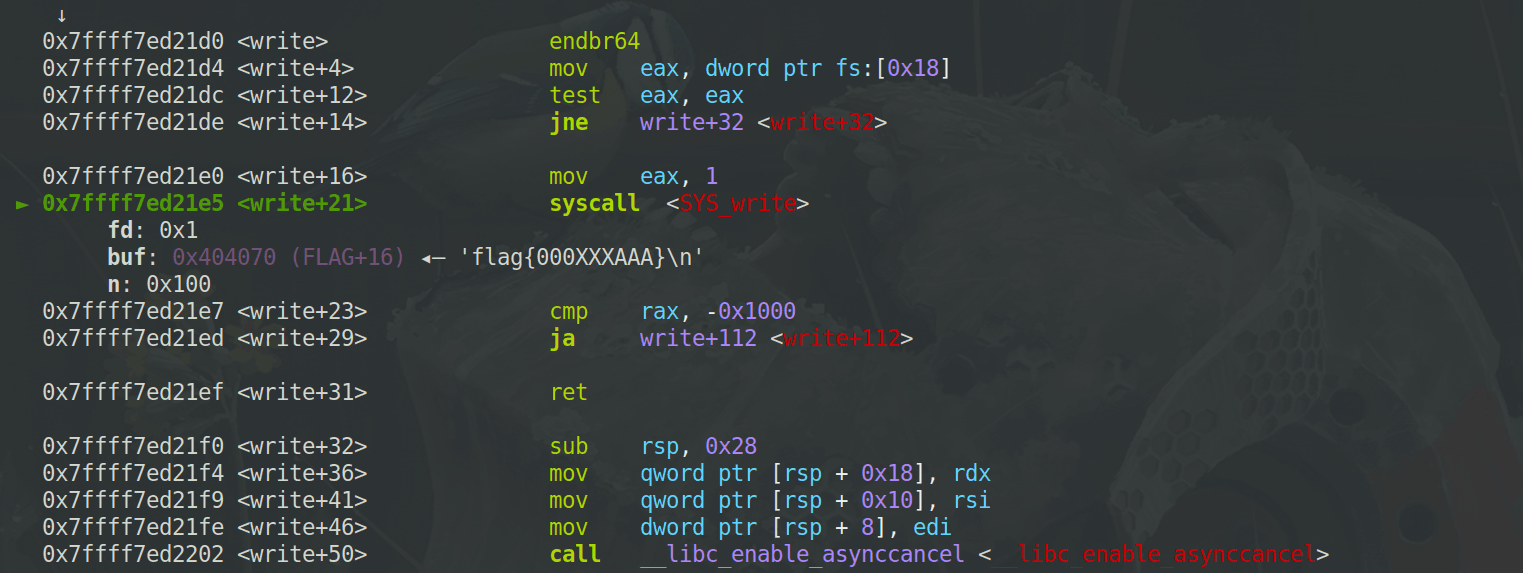 ↓
0x7ffff7ed21d0 <write> endbr64
0x7ffff7ed21d4 <write+4> mov eax, dword ptr fs:[0x18]
0x7ffff7ed21dc <write+12> test eax, eax
0x7ffff7ed21de <write+14> jne write+32 <write+32>
0x7ffff7ed21e0 <write+16> mov eax, 1
► 0x7ffff7ed21e5 <write+21> syscall <SYS_write>
fd: 0x1
buf: 0x404070 (FLAG+16) ◂— 'flag{000XXXAAA}\n'
n: 0x100
0x7ffff7ed21e7 <write+23> cmp rax, -0x1000
0x7ffff7ed21ed <write+29> ja write+112 <write+112>
0x7ffff7ed21ef <write+31> ret
0x7ffff7ed21f0 <write+32> sub rsp, 0x28
0x7ffff7ed21f4 <write+36> mov qword ptr [rsp + 0x18], rdx
0x7ffff7ed21f9 <write+41> mov qword ptr [rsp + 0x10], rsi
0x7ffff7ed21fe <write+46> mov dword ptr [rsp + 8], edi
0x7ffff7ed2202 <write+50> call __libc_enable_asynccancel <__libc_enable_asynccancel>